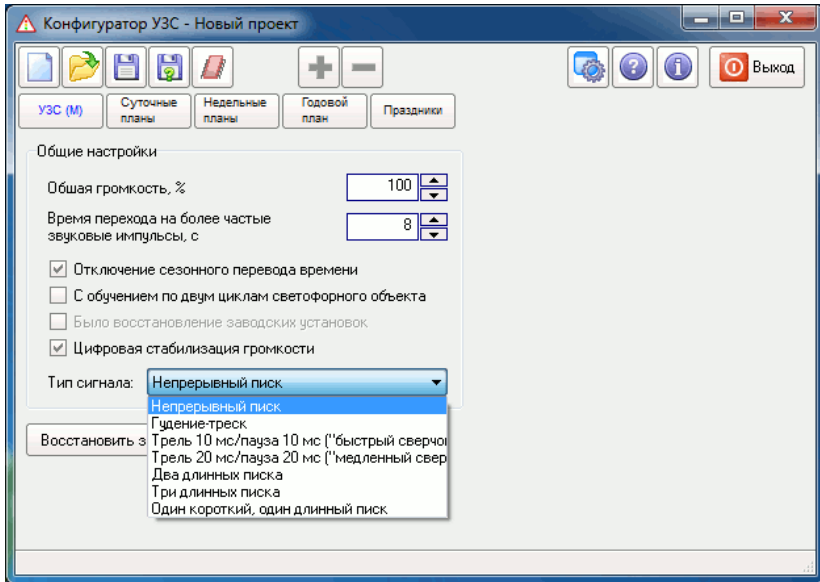 Конфигуратор УЗС - Новый проект
Выход
УЗС (М)
Суточные планы
Недельные планы
Годовой план
Праздники
Общие настройки
Обшая громкость, %
100
Время перехода на более частые
звуковые импульсы, с
8
Отключение сезонного перевода времени
С обучением по двум циклам светофорного объекта
Было восстановление заводских установок
Цифровая стабилизация громкости
Тип сигнала:
Непрерывный писк
Непрерывный писк
Гудение-треск
Восстановить з
Трель 10 мс/пауза 10 мс ("быстрый сверчо
Трель 20 мс/пауза 20 мс ("медленный свер
Два длинных писка
Три длинных писка
Один короткий, один длинный писк